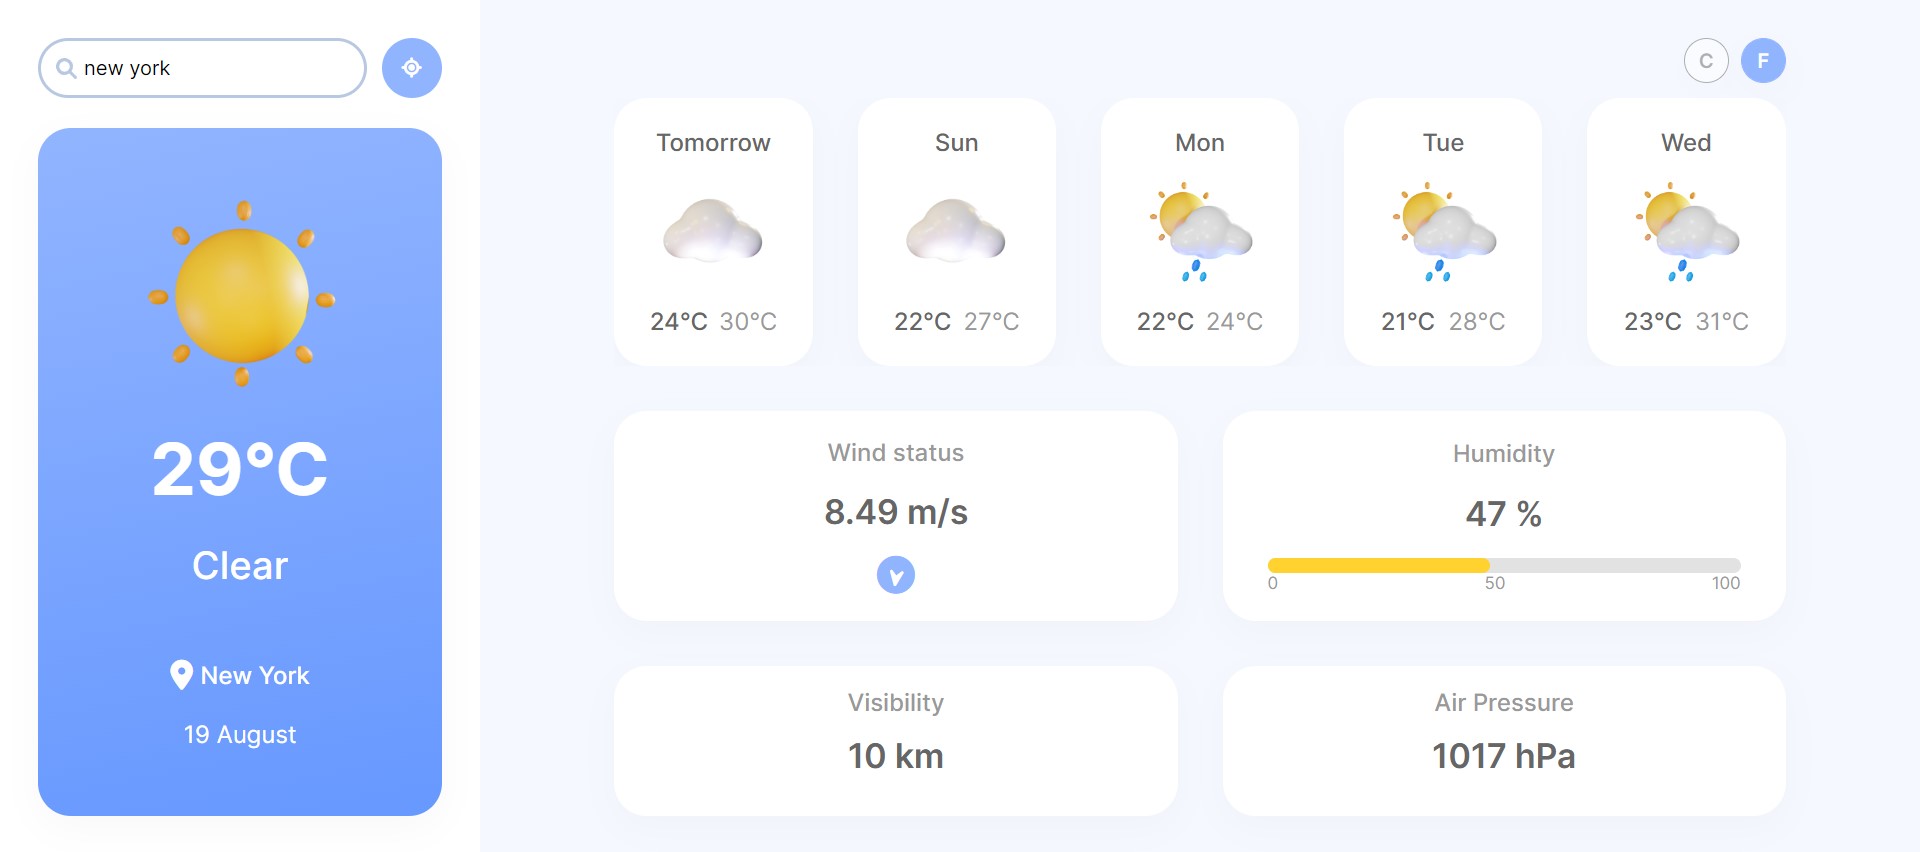 new york
29°C
Clear
New York
19 August
C F
Tomorrow
24°C 30°C
Sun
22°C 27°C
Mon
22°C 24°C
Tue
21°C 28°C
Wed
23°C 31°C
Wind status
8.49 m/s
Humidity
47 %
0 50 100
Visibility
10 km
Air Pressure
1017 hPa